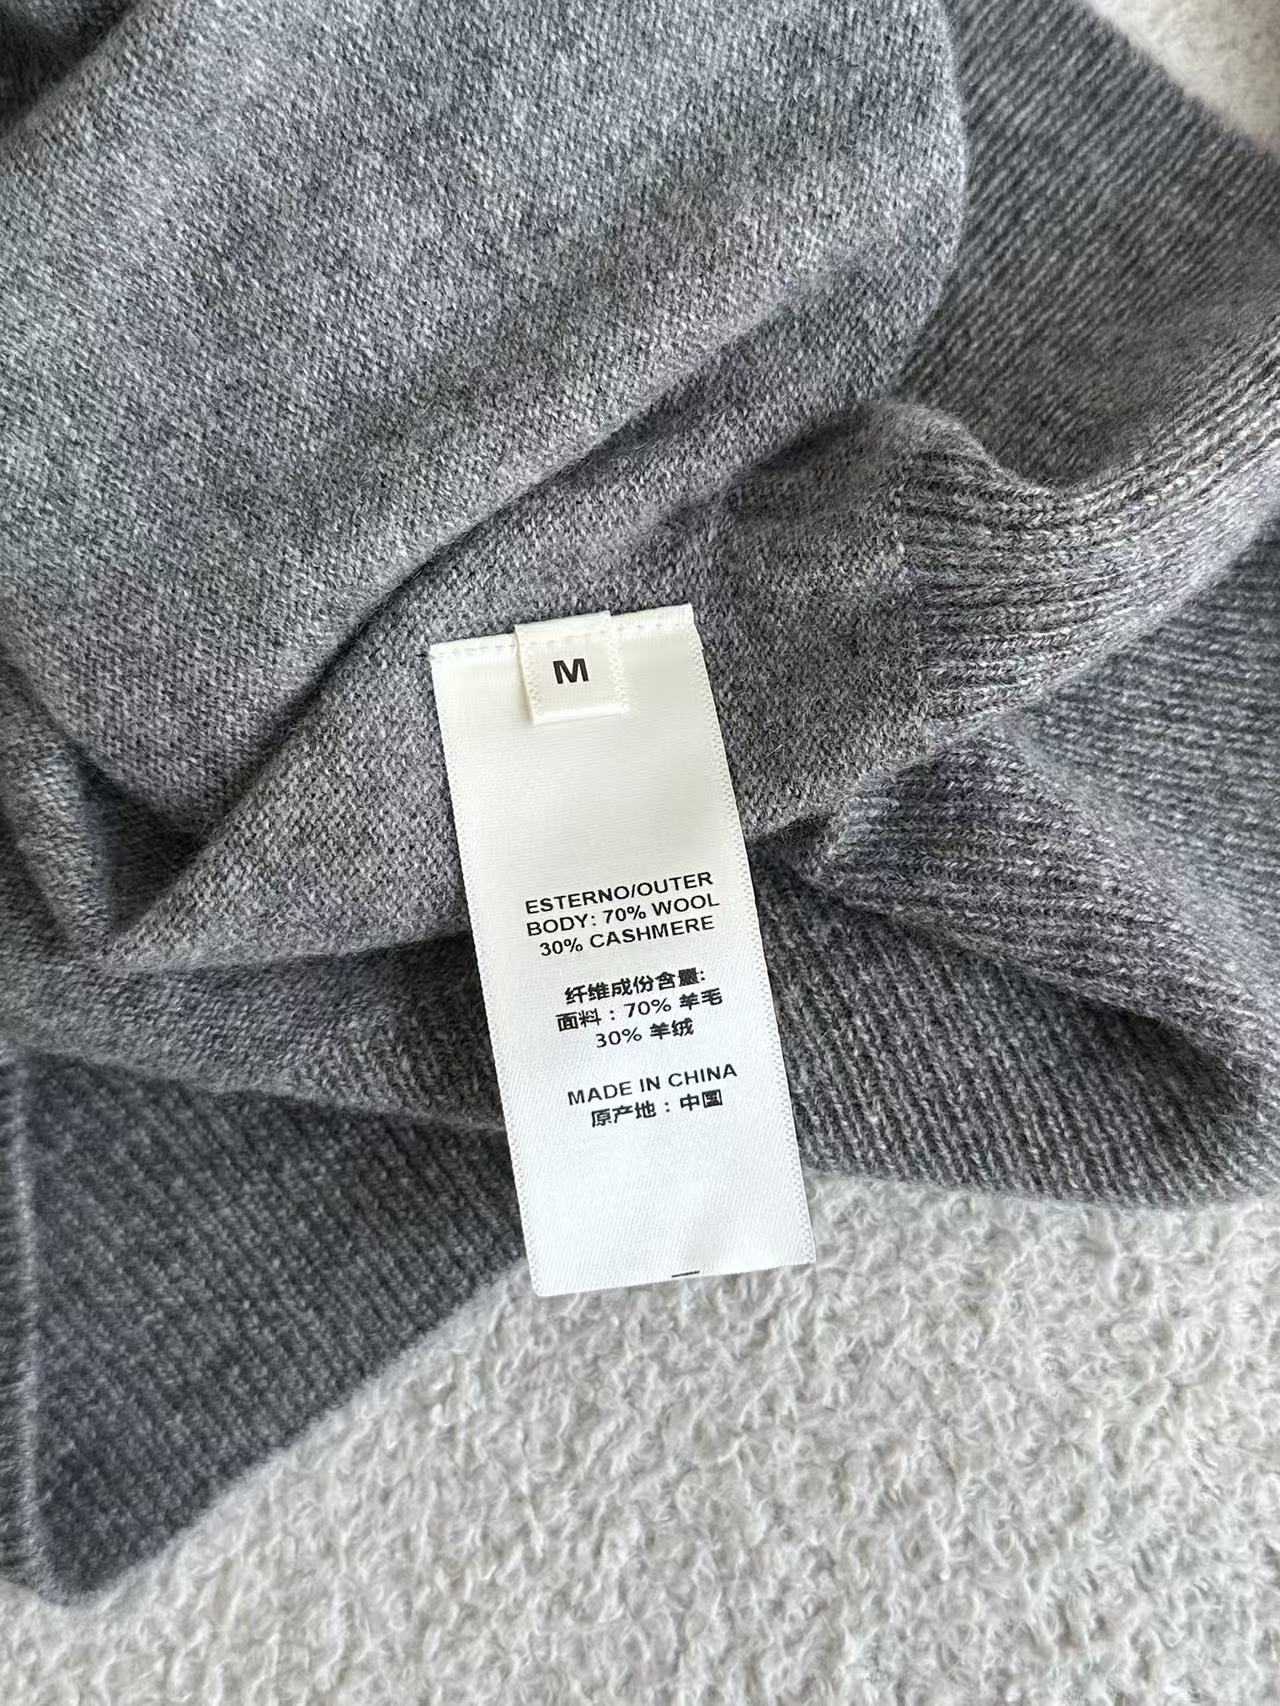 M
ESTERNO/OUTER
BODY: 70% WOOL
30% CASHMERE
纤维成份含量:
面料：70% 羊毛
30% 羊绒
MADE IN CHINA
原产地：中国